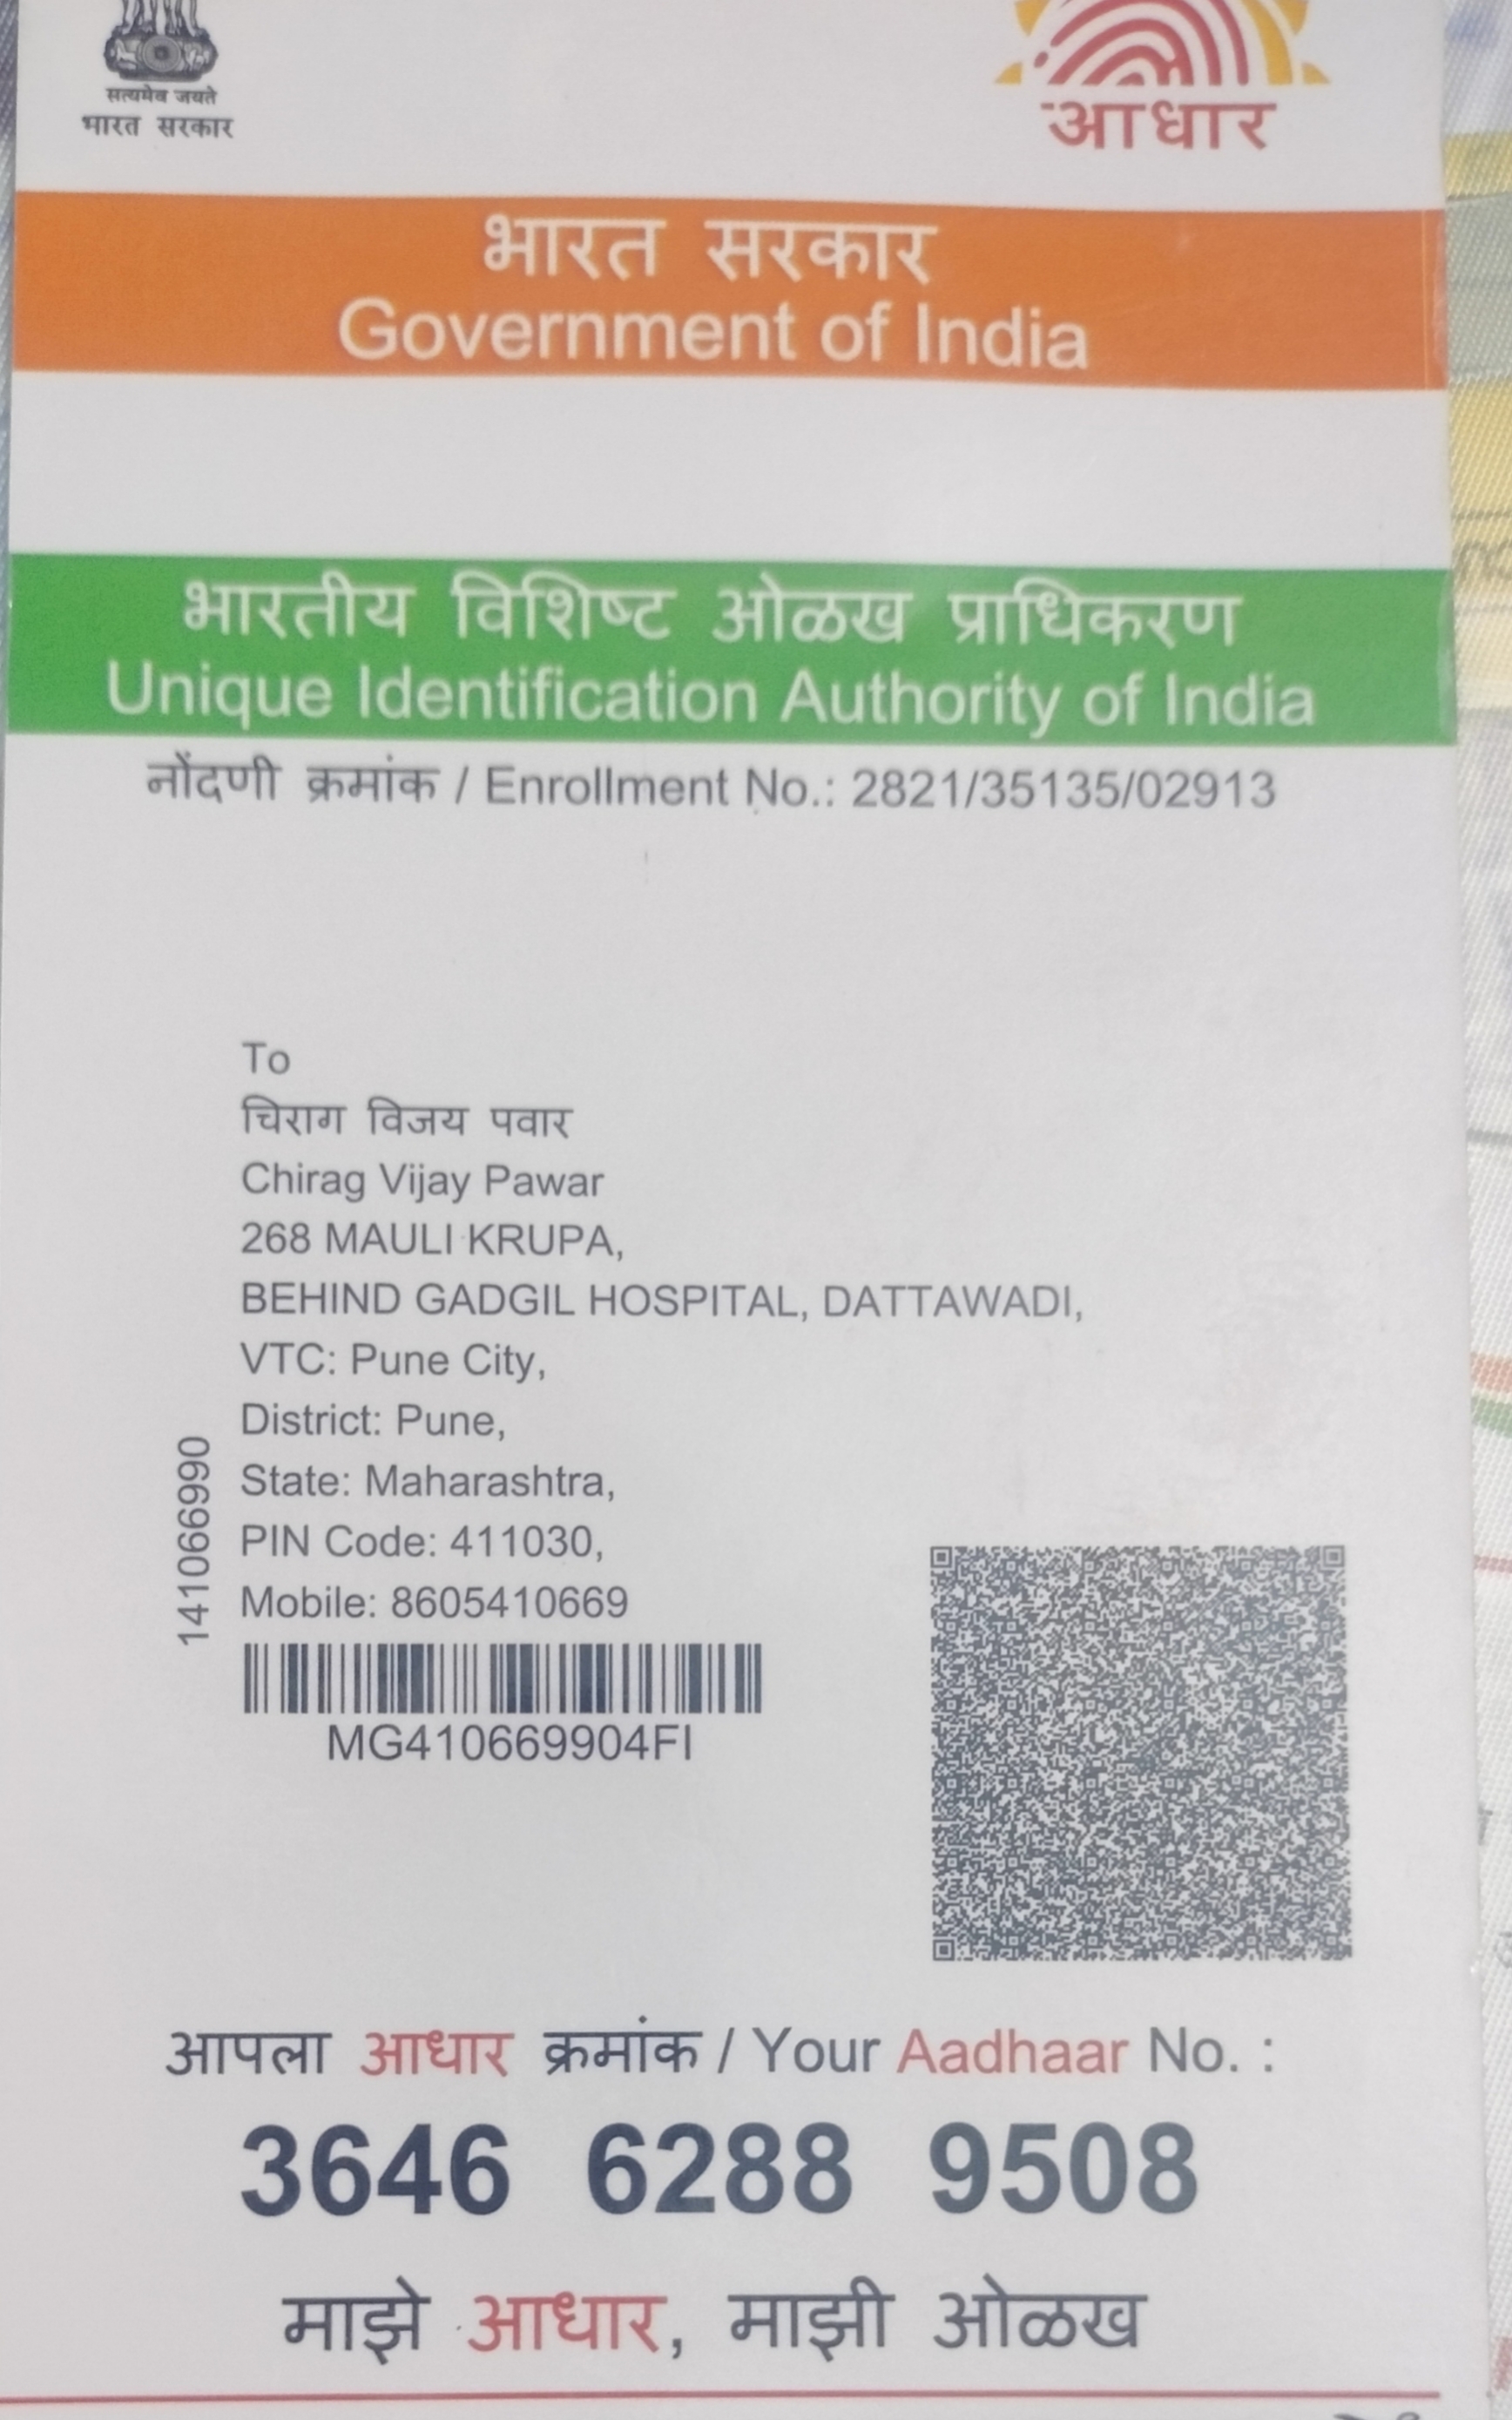 सत्यमेव जयते
भारत सरकार
आधार
भारत सरकार
Government of India
भारतीय विशिष्ट ओळख प्राधिकरण
Unique Identification Authority of India
नोंदणी क्रमांक / Enrollment No.: 2821/35135/02913
To
चिराग विजय पवार
Chirag Vijay Pawar
268 MAULI KRUPA,
BEHIND GADGIL HOSPITAL, DATTAWADI,
VTC: Pune City,
District: Pune,
State: Maharashtra,
PIN Code: 411030,
Mobile: 8605410669
141066990
MG410669904FI
आपला आधार क्रमांक / Your Aadhaar No. :
3646 6288 9508
माझे आधार, माझी ओळख